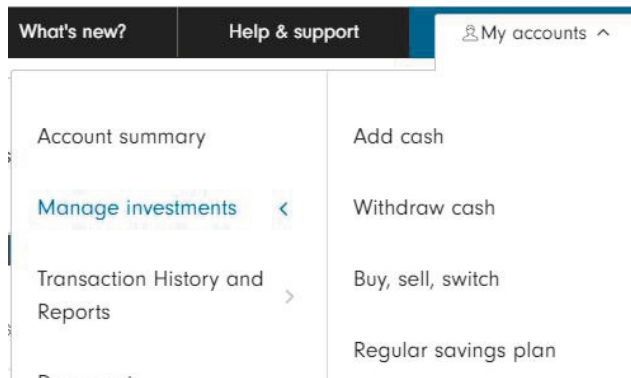 What's new?
Help & support
My accounts
Account summary
Manage investments
Transaction History and
Reports
Add cash
Withdraw cash
Buy, sell, switch
Regular savings plan